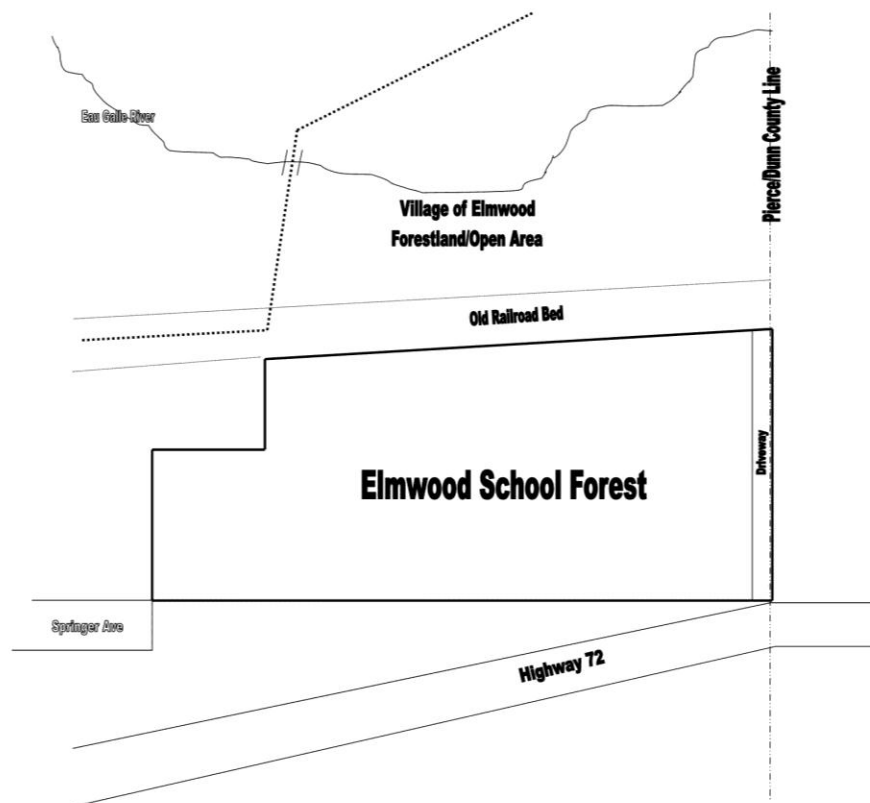 Eau Galle River
Pierce/Dunn County Line
Village of Elmwood
Forestland/Open Area
Old Railroad Bed
Driveway
Elmwood School Forest
Springer Ave
Highway 72